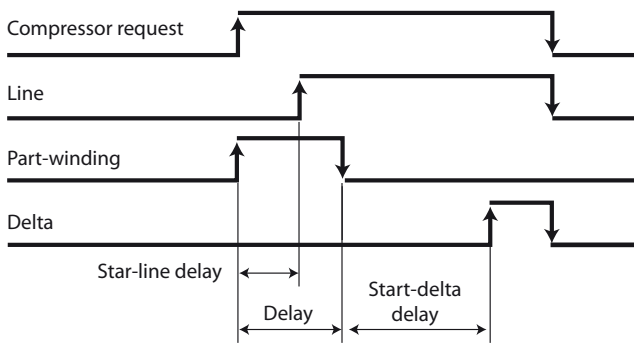 Compressor request
Line
Part-winding
Delta
Star-line delay
Delay
Start-delta
delay